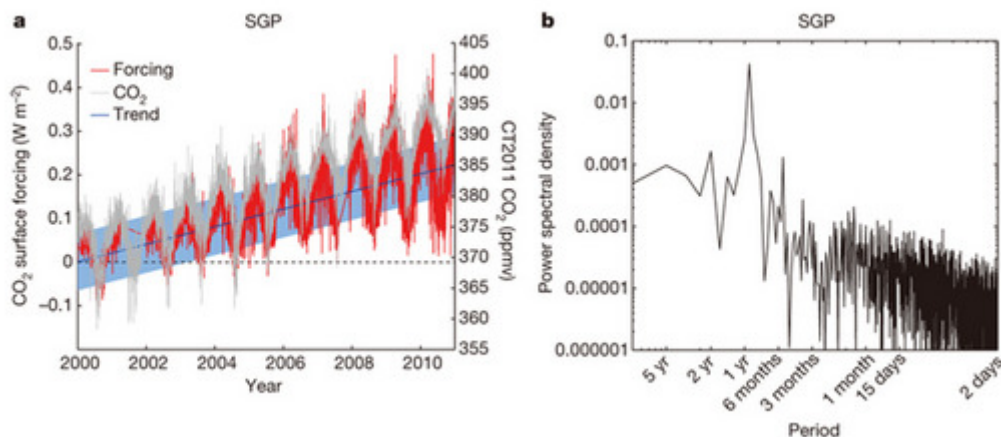 a
SGP
CO₂ surface forcing (W m⁻²)
0.5
0.4
0.3
0.2
0.1
0
−0.1
Forcing
CO₂
Trend
405
400
395
390
385
380
375
370
365
360
355
CT2011 CO₂ (ppmv)
2000 2002 2004 2006 2008 2010
Year
b
SGP
Power spectral density
0.1
0.01
0.001
0.0001
0.00001
0.000001
5 yr
2 yr
1 yr
6 months
3 months
1 month
15 days
2 days
Period